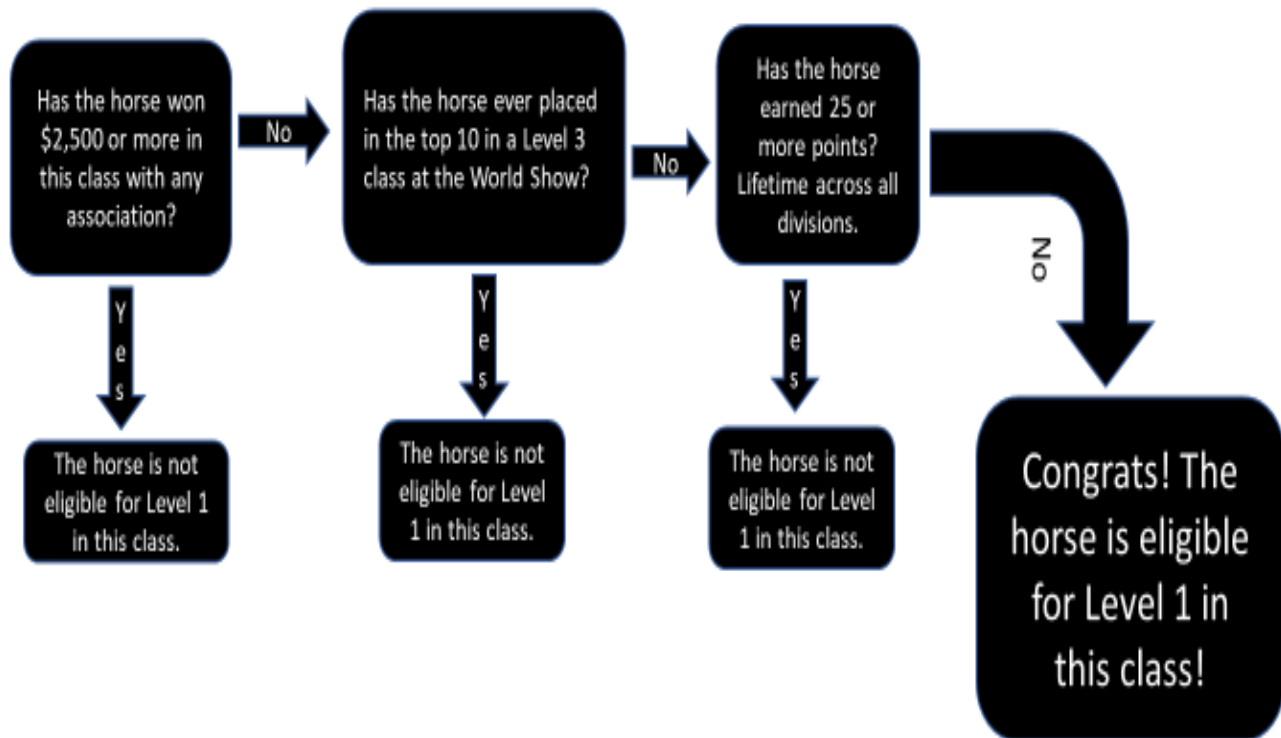 Has the horse won
$2,500 or more in
this class with any
association?
No
Has the horse ever placed
in the top 10 in a Level 3
class at the World Show?
No
Has the horse
earned 25 or
more points?
Lifetime across all
divisions.
No
Yes
Yes
Yes
The horse is not
eligible for Level 1
in this class.
The horse is not
eligible for Level
1 in this class.
The horse is not
eligible for Level
1 in this class.
Congrats! The
horse is eligible
for Level 1 in
this class!